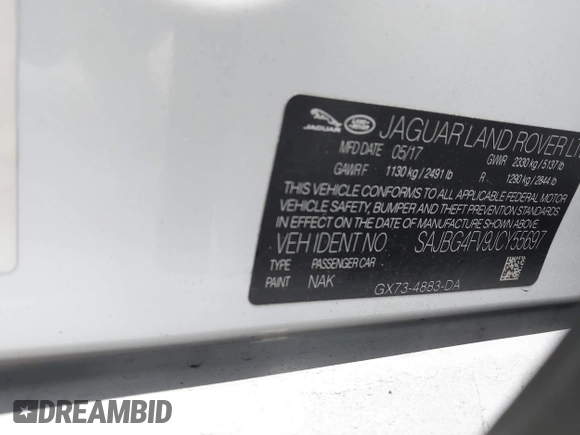 JAGUAR LAND ROVER JAGUAR LAND ROVER LT
MFD DATE 05/17 GVWR 2330 kg / 5137 lb
GAWR F 1130 kg / 2491 lb R 1290 kg / 2844 lb
THIS VEHICLE CONFORMS TO ALL APPLICABLE FEDERAL MOTOR
VEHICLE SAFETY, BUMPER AND THEFT PREVENTION STANDARDS
IN EFFECT ON THE DATE OF MANUFACTURE SHOWN ABOVE
VEH IDENT NO. SAJBG4FV9JCY55697
TYPE PASSENGER CAR
PAINT NAK
GX73-4883-DA
DREAMBID